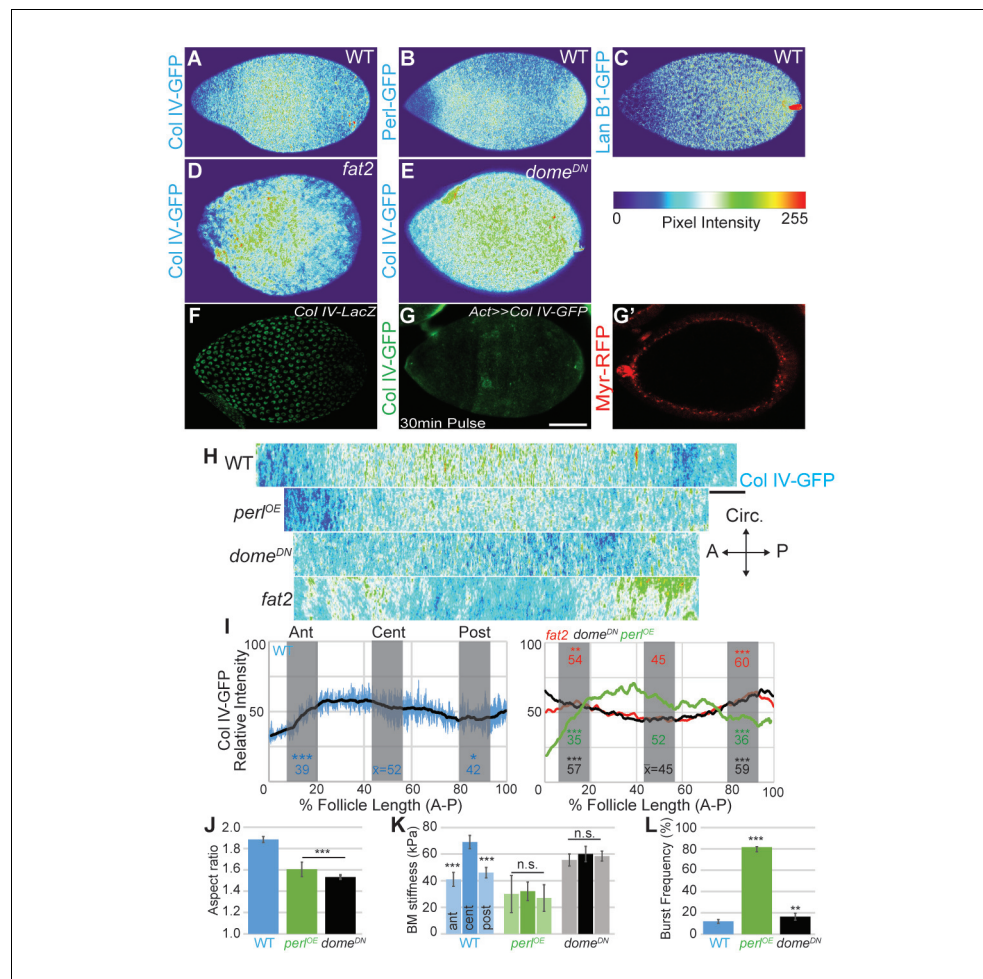 A WT
Col IV-GFP
B WT
Perl-GFP
C WT
Lan B1-GFP
D fat2
Col IV-GFP
E dome^DN
Col IV-GFP
0 255
Pixel Intensity
F Col IV-LacZ
G Act>>Col IV-GFP
Col IV-GFP
30min Pulse
G'
Myr-RFP
H WT
Col IV-GFP
perl^OE
dome^DN
fat2
Circ.
A P
I Ant Cent Post
WT
Col IV-GFP
Relative Intensity
100
50
0 20 40 60 80 100
% Follicle Length (A-P)
*** 39
x̄=52
* 42
fat2 dome^DN perl^OE
100
50
** 54
45
*** 60
*** 35
52
*** 36
*** 57
x̄=45
*** 59
0 20 40 60 80 100
% Follicle Length (A-P)
J
Aspect ratio
2.0
1.8
1.6
1.4
1.2
1.0
***
WT perl^OE dome^DN
K
BM stiffness (kPa)
80
60
40
20
0
*** *** n.s. n.s.
ant cent post
WT perl^OE dome^DN
L
Burst Frequency (%)
100
80
60
40
20
0
*** **
WT perl^OE dome^DN